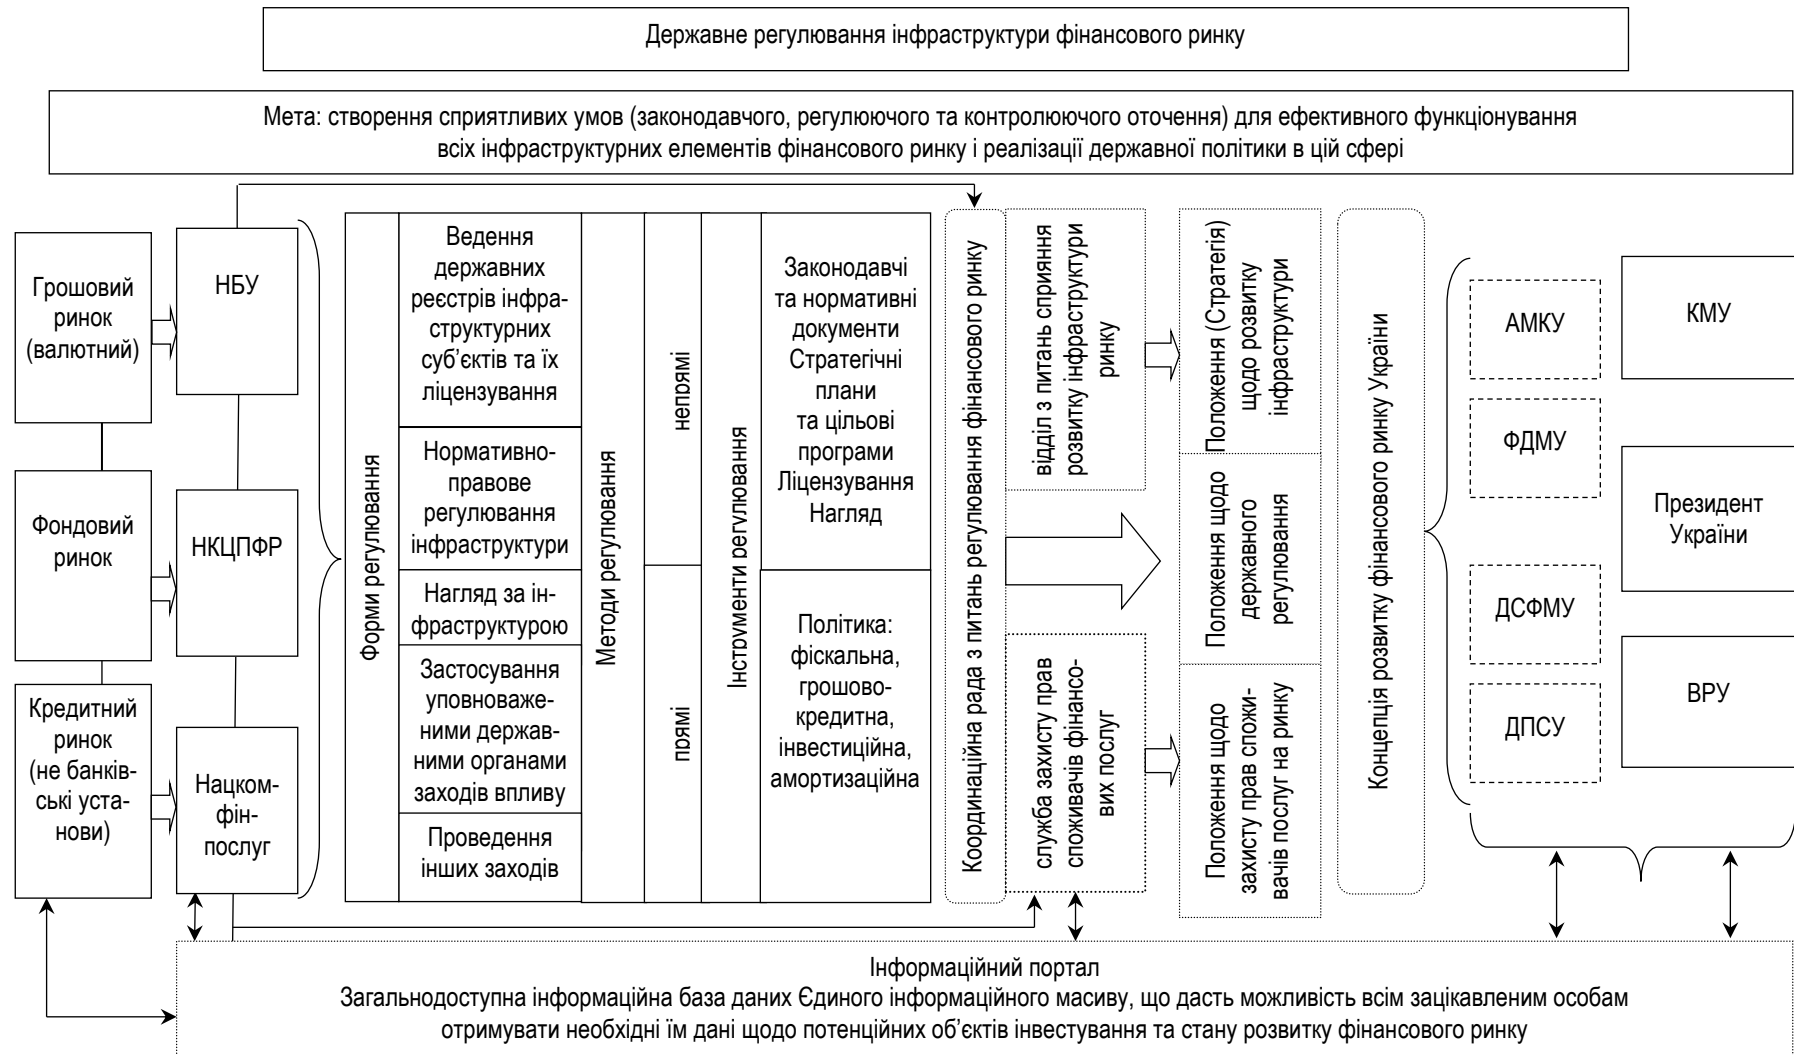 Державне регулювання інфраструктури фінансового ринку
Мета: створення сприятливих умов (законодавчого, регулюючого та контролюючого оточення) для ефективного функціонування
всіх інфраструктурних елементів фінансового ринку і реалізації державної політики в цій сфері
Грошовий
ринок
(валютний)
Фондовий
ринок
Кредитний
ринок
(не банків-
ські уста-
нови)
НБУ
НКЦПФР
Нацком-
фін-
послуг
Форми регулювання
Ведення
державних
реєстрів інфра-
структурних
суб’єктів та їх
ліцензування
Нормативно-
правове
регулювання
інфраструктури
Нагляд за ін-
фраструктурою
Застосування
уповноваже-
ними держав-
ними органами
заходів впливу
Проведення
інших заходів
Методи регулювання
непрямі
прямі
Інструменти регулювання
Законодавчі
та нормативні
документи
Стратегічні
плани
та цільові
програми
Ліцензування
Нагляд
Політика:
фіскальна,
грошово-
кредитна,
інвестиційна,
амортизаційна
Координаційна рада з питань регулювання фінансового ринку
відділ з питань сприяння
розвитку інфраструктури
ринку
служба захисту прав
споживачів фінансо-
вих послуг
Положення (Стратегія)
щодо розвитку
інфраструктури
Положення щодо
державного
регулювання
Положення щодо
захисту прав спожи-
вачів послуг на ринку
Концепція розвитку фінансового ринку України
АМКУ
ФДМУ
ДСФМУ
ДПСУ
КМУ
Президент
України
ВРУ
Інформаційний портал
Загальнодоступна інформаційна база даних Єдиного інформаційного масиву, що дасть можливість всім зацікавленим особам
отримувати необхідні їм дані щодо потенційних об’єктів інвестування та стану розвитку фінансового ринку